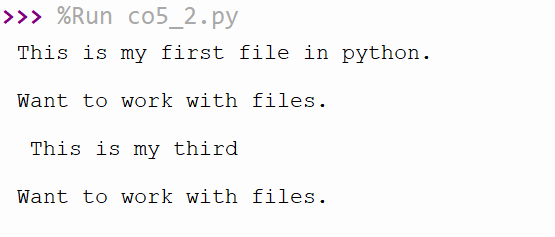 >>> %Run co5_2.py
This is my first file in python.
Want to work with files.
This is my third
Want to work with files.